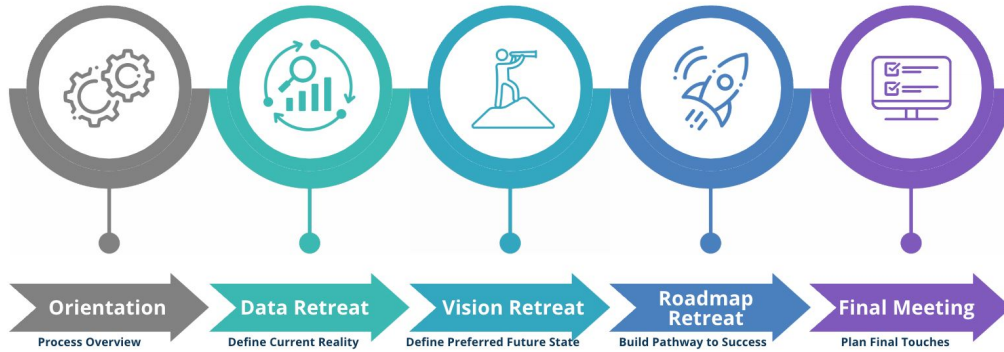 Orientation
Data Retreat
Vision Retreat
Roadmap
Retreat
Final Meeting
Process Overview
Define Current Reality
Define Preferred Future State
Build Pathway to Success
Plan Final Touches